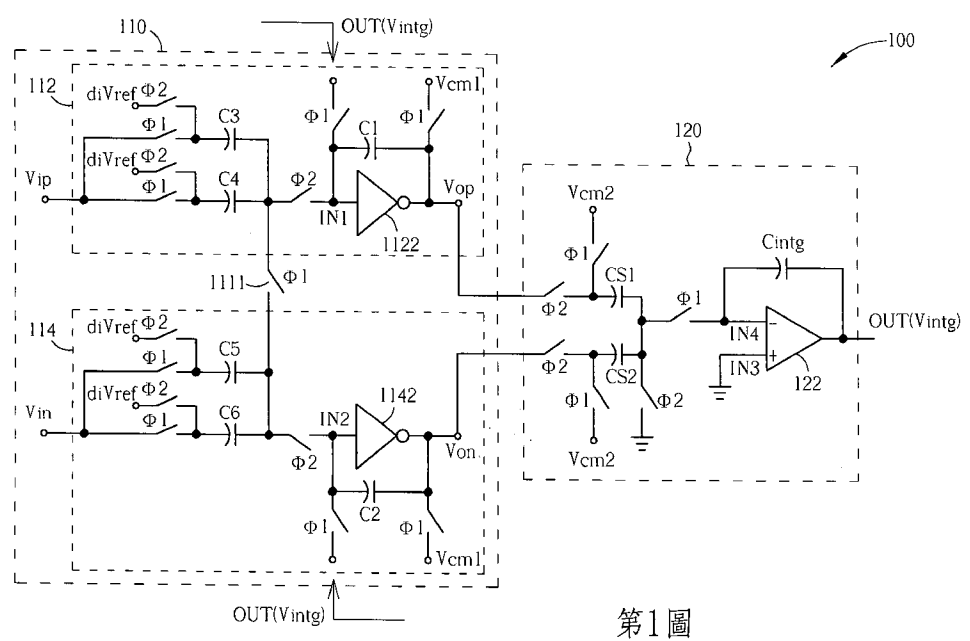 110
OUT(Vintg)
100
112
diVref
Φ2
Vcm1
Φ1
Φ1
Φ1
C3
C1
diVref
Φ2
Φ1
C4
Vip
Φ2
IN1
1122
Vop
120
Vcm2
Cintg
1111
Φ1
Φ1
CS1
Φ1
Φ2
IN4
IN3
122
OUT(Vintg)
114
diVref
Φ2
Φ1
C5
diVref
Φ2
Φ1
C6
Vin
Φ2
IN2
1142
Von
Φ2
CS2
Φ1
Φ2
Vcm2
C2
Φ1
Φ1
Vcm1
OUT(Vintg)
第1圖